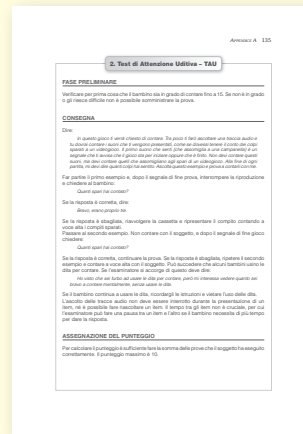 APPENDICE A 135
2. Test di Attenzione Uditiva – TAU
FASE PRELIMINARE
Verificare per prima cosa che il bambino sia in grado di contare fino a 15. Se non è in grado
o gli riesce difficile non è possibile somministrare la prova.
CONSEGNA
Dire:
In questo gioco ti verrà chiesto di contare. Tra poco ti farò ascoltare una traccia audio e
tu dovrai contare i suoni che ti vengono presentati, come se dovessi tenere il conto dei colpi
sparati a un videogioco. Il primo suono che verrà (che assomiglia a una campanella) è un
segnale che ti avvisa che il gioco sta per iniziare oppure che è finito. Non devi contare questi
suoni, ma devi contare quelli che assomigliano agli spari di un videogioco. Alla fine di ogni
partita, mi devi dire quanti colpi hai sentito. Ascolta questo esempio e prova a contare con me.
Far partire il primo esempio e, dopo il segnale di fine prova, interrompere la riproduzione
e chiedere al bambino:
Quanti spari hai contato?
Se la risposta è corretta, dire:
Bravo, erano proprio tre.
Se la risposta è sbagliata, riavvolgere la cassetta e ripresentare il compito contando a
voce alta i compiti sparati.
Passare al secondo esempio. Non contare con il soggetto, e dopo il segnale di fine gioco
chiedere:
Quanti spari hai contato?
Se la risposta è corretta, continuare la prova. Se la risposta è sbagliata, ripetere il secondo
esempio e contare a voce alta con il soggetto. Può succedere che alcuni bambini usino le
dita per contare. Se l'esaminatore si accorge di questo deve dire:
Ho visto che sei furbo ad usare le dita per contare, però mi interessa vedere quanto sei
bravo a contare mentalmente, senza usare le dita.
Se il bambino continua a usare le dita, ricordargli le istruzioni e vietare l'uso delle dita.
L'ascolto delle tracce audio non deve essere interrotto durante la presentazione di un
item, né è possibile fare riascoltare un item. Il tempo tra gli item non è cruciale, per cui
l'esaminatore può fare una pausa tra un item e l'altro se il bambino necessita di più tempo
per dare la risposta.
ASSEGNAZIONE DEL PUNTEGGIO
Per calcolare il punteggio è sufficiente fare la somma delle prove che il soggetto ha eseguito
correttamente. Il punteggio massimo è 10.